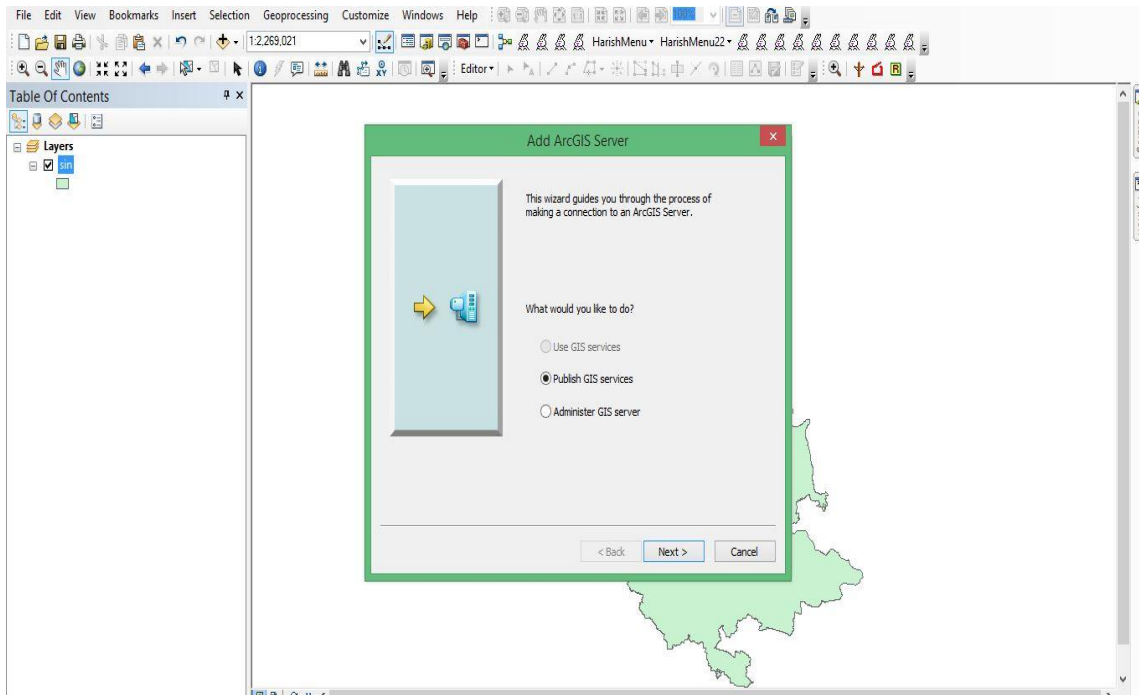 File Edit View Bookmarks Insert Selection Geoprocessing Customize Windows Help 100%
1:2,269,021 HarishMenu HarishMenu22
Editor
Table Of Contents
Layers
sin
Add ArcGIS Server
This wizard guides you through the process of
making a connection to an ArcGIS Server.
What would you like to do?
Use GIS services
Publish GIS services
Administer GIS server
< Back Next > Cancel